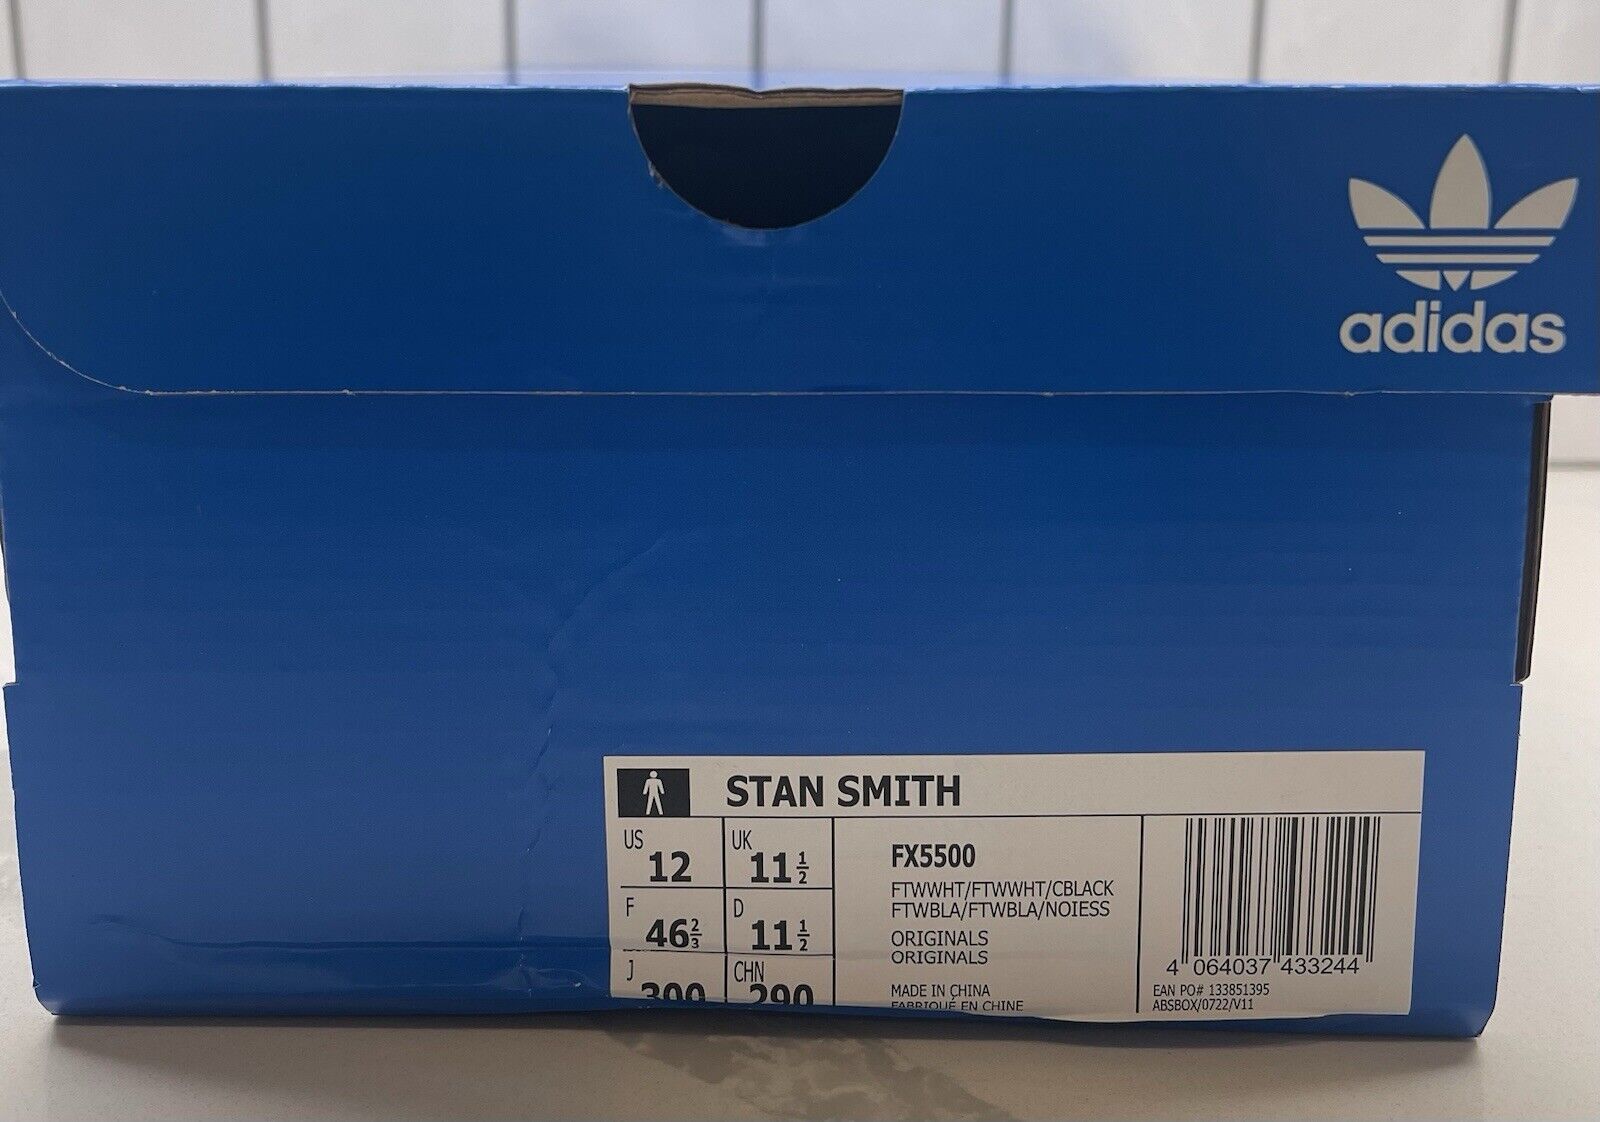 adidas
STAN SMITH
US 12
UK 11 1/2
F 46 2/3
D 11 1/2
J 300
CHN 290
FX5500
FTWWHT/FTWWHT/CBLACK
FTWBLA/FTWBLA/NOIESS
ORIGINALS
ORIGINALS
MADE IN CHINA
FABRIQUÉ EN CHINE
4 064037 433244
EAN PO# 133851395
ABSBOX/0722/V11